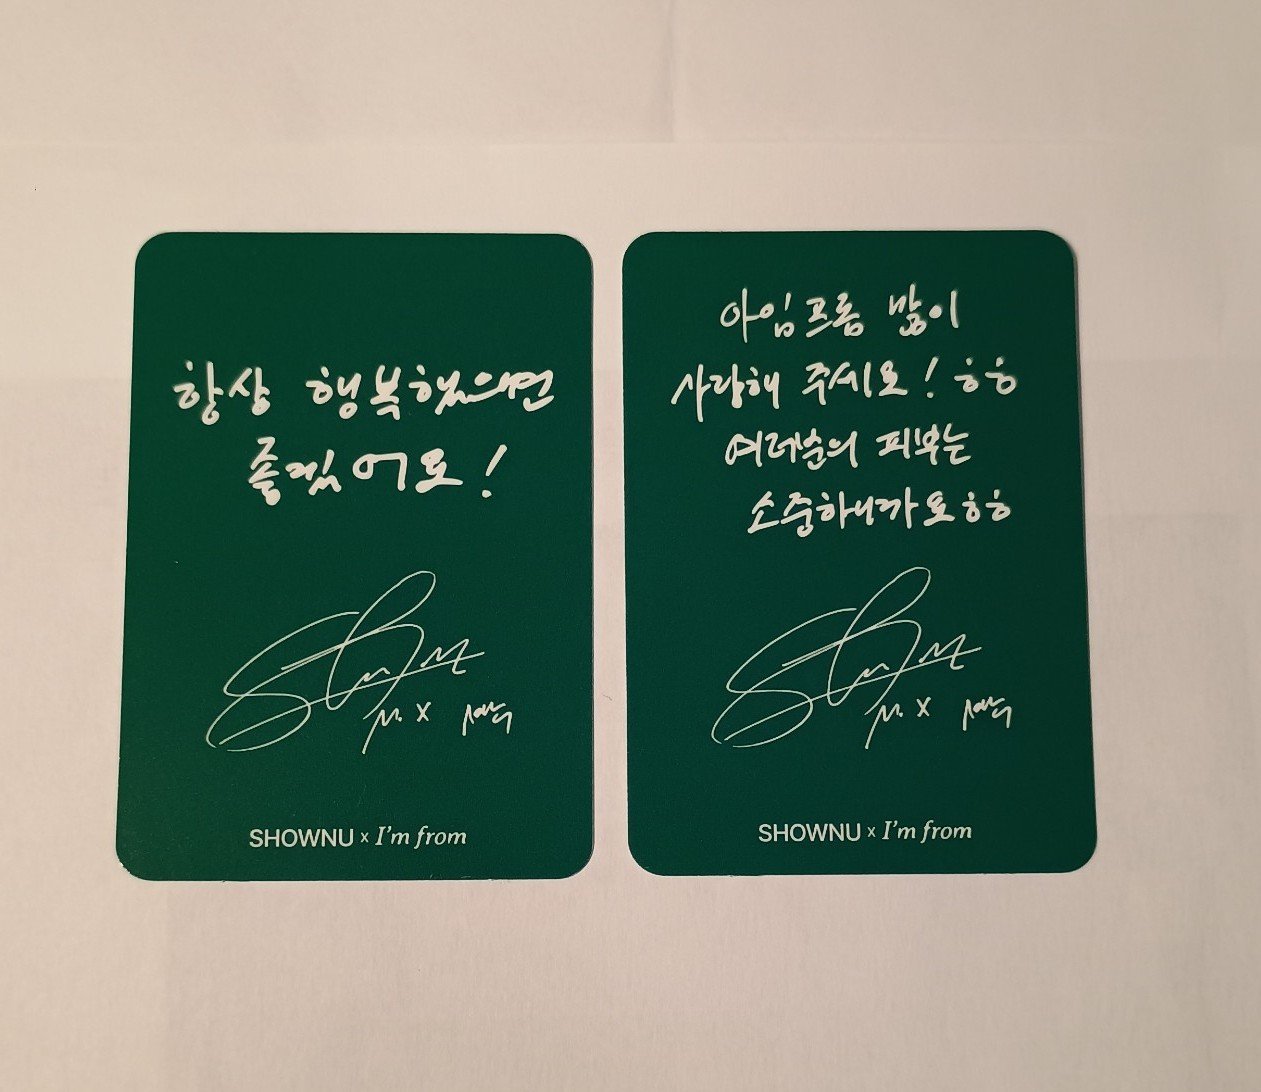 항상 행복했으면
좋겠어요!
SHOWNU x I'm from
아임프롬 많이
사랑해 주세요! ㅎㅎ
여러분의 피부는
소중하니까요ㅎㅎ
SHOWNU x I'm from